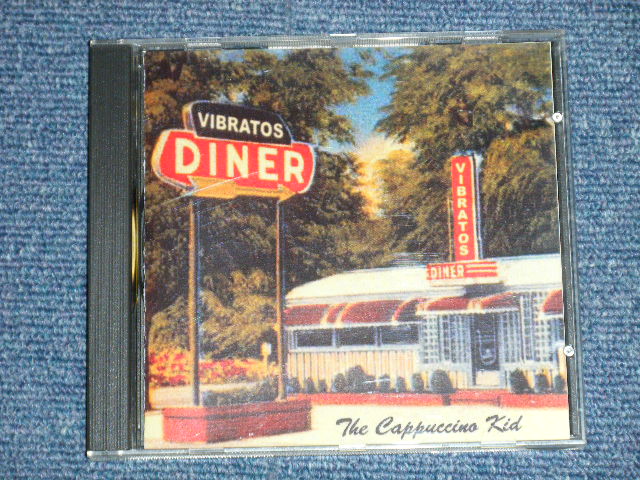 VIBRATOS
DINER
VIBRATOS
DINER
The Cappuccino Kid